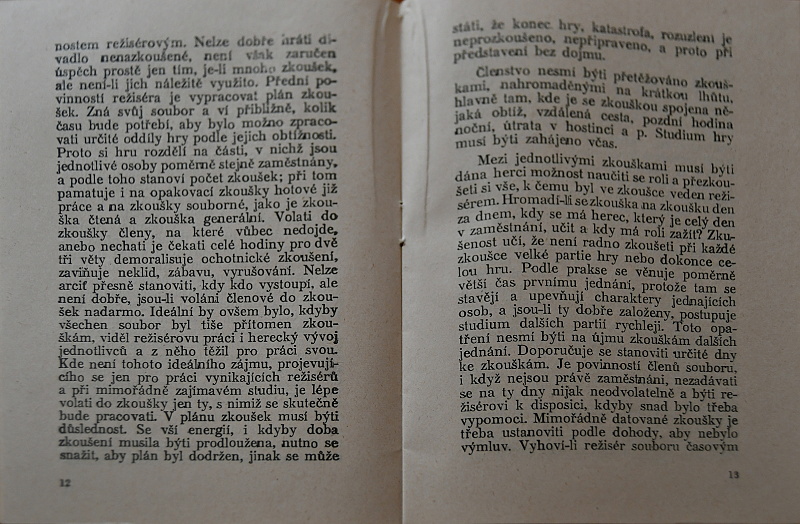 nostem režisérovým. Nelze dobře hráti di-
vadlo nenazkoušené, není však zaručen
úspěch prostě jen tím, je-li mnoho zkoušek,
ale není-li jich náležitě využito. Přední po-
vinností režiséra je vypracovat plán zkou-
šek. Zná svůj soubor a ví přibližně, kolik
času bude potřebí, aby bylo možno zpraco-
vati určité oddíly hry podle jejich obtížnosti.
Proto si hru rozdělí na části, v nichž jsou
jednotlivé osoby poměrně stejně zaměstnány,
a podle toho stanoví počet zkoušek; při tom
pamatuje i na opakovací zkoušky hotové již
práce a na zkoušky souborné, jako je zkou-
ška čtená a zkouška generální. Volati do
zkoušky členy, na které vůbec nedojde,
anebo nechati je čekati celé hodiny pro dvě
tři věty demoralisuje ochotnické zkoušení,
zaviňuje neklid, zábavu, vyrušování. Nelze
arciť přesně stanoviti, kdy kdo vystoupí, ale
není dobře, jsou-li voláni členové do zkou-
šek nadarmo. Ideální by ovšem bylo, kdyby
všechen soubor byl tiše přítomen zkou-
škám, viděl režisérovu práci i herecký vývoj
jednotlivců a z něho těžil pro práci svou.
Kde není tohoto ideálního zájmu, projevují-
cího se jen pro práci vynikajících režisérů
a při mimořádně zajímavém studiu, je lépe
volati do zkoušky jen ty, s nimiž se skutečně
bude pracovati. V plánu zkoušek musí býti
důslednost. Se vší energií, i kdyby doba
zkoušení musila býti prodloužena, nutno se
snažit, aby plán byl dodržen, jinak se může
12
státi, že konec hry, katastrofa, rozuzlení je
neprozkoušeno, nepřipraveno, a proto při
představení bez dojmu.
Členstvo nesmí býti přetěžováno zkouš-
kami, nahromaděnými na krátkou lhůtu,
hlavně tam, kde je se zkouškou spojena ně-
jaká obtíž, vzdálená cesta, pozdní hodina
noční, útrata v hostinci a p. Studium hry
musí býti zahájeno včas.
Mezi jednotlivými zkouškami musí býti
dána herci možnost naučiti se roli a přezkou-
šeti si vše, k čemu byl ve zkoušce veden reži-
sérem. Hromadí-li se zkouška na zkoušku den
za dnem, kdy se má herec, který je celý den
v zaměstnání, učit a kdy má roli zažít? Zku-
šenost učí, že není radno zkoušeti při každé
zkoušce velké partie hry nebo dokonce ce-
lou hru. Podle prakse se věnuje poměrně
větší čas prvnímu jednání, protože tam se
stavějí a upevňují charaktery jednajících
osob, a jsou-li ty dobře založeny, postupuje
studium dalších partií rychleji. Toto opa-
tření nesmí býti na újmu zkouškám dalších
jednání. Doporučuje se stanoviti určité dny
ke zkouškám. Je povinností členů souboru,
i když nejsou právě zaměstnáni, nezadávati
se na ty dny nijak neodvolatelně a býti re-
žisérovi k disposici, kdyby snad bylo třeba
vypomoci. Mimořádně datované zkoušky je
třeba ustanoviti podle dohody, aby nebylo
výmluv. Vyhoví-li režisér souboru časovým
13